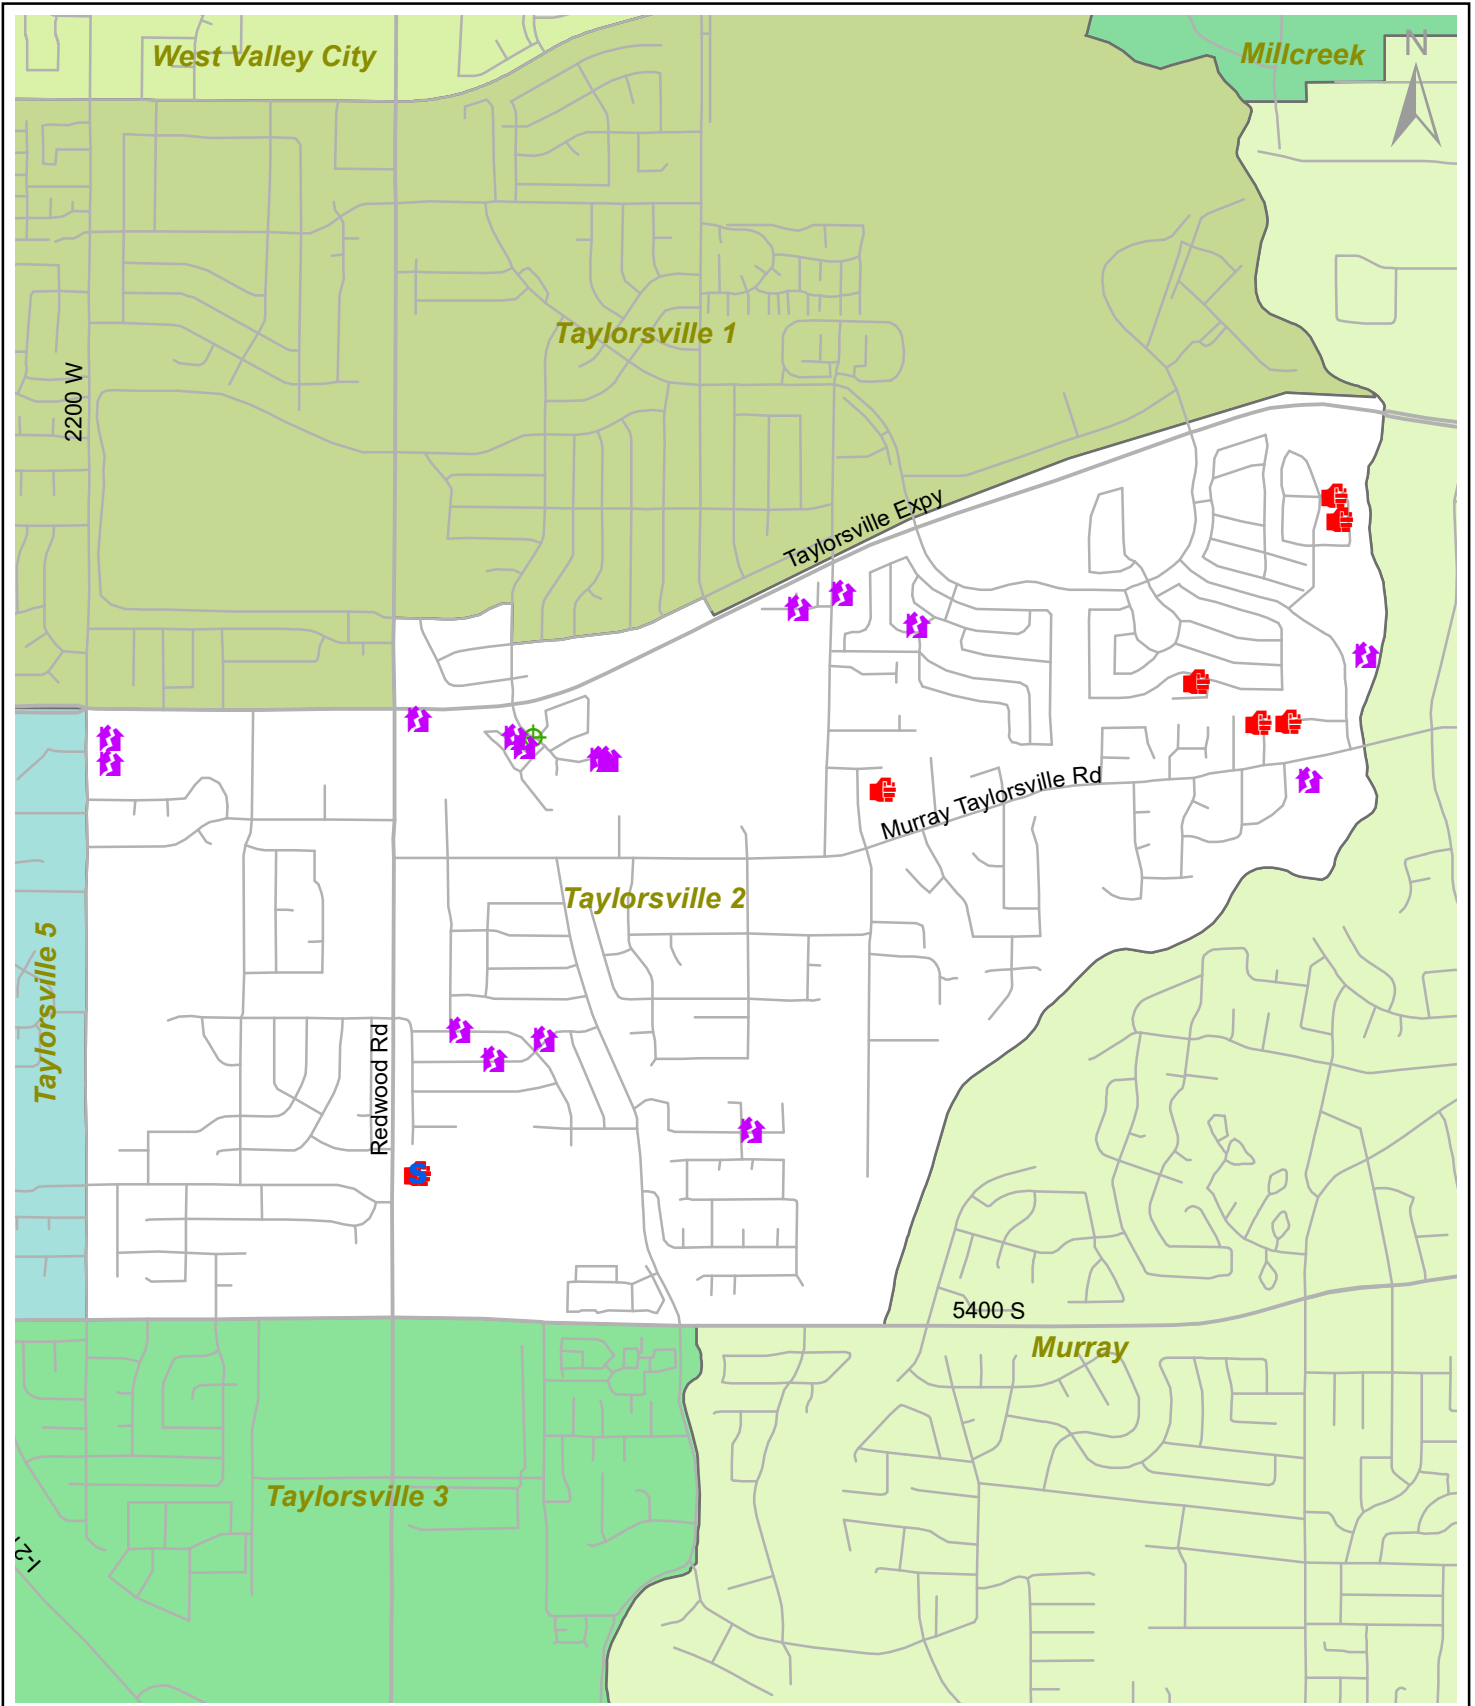 West Valley City
Millcreek
N
Taylorsville 1
2200 W
Taylorsville Expy
Murray Taylorsville Rd
Taylorsville 2
Taylorsville 5
Redwood Rd
S
5400 S
Murray
Taylorsville 3